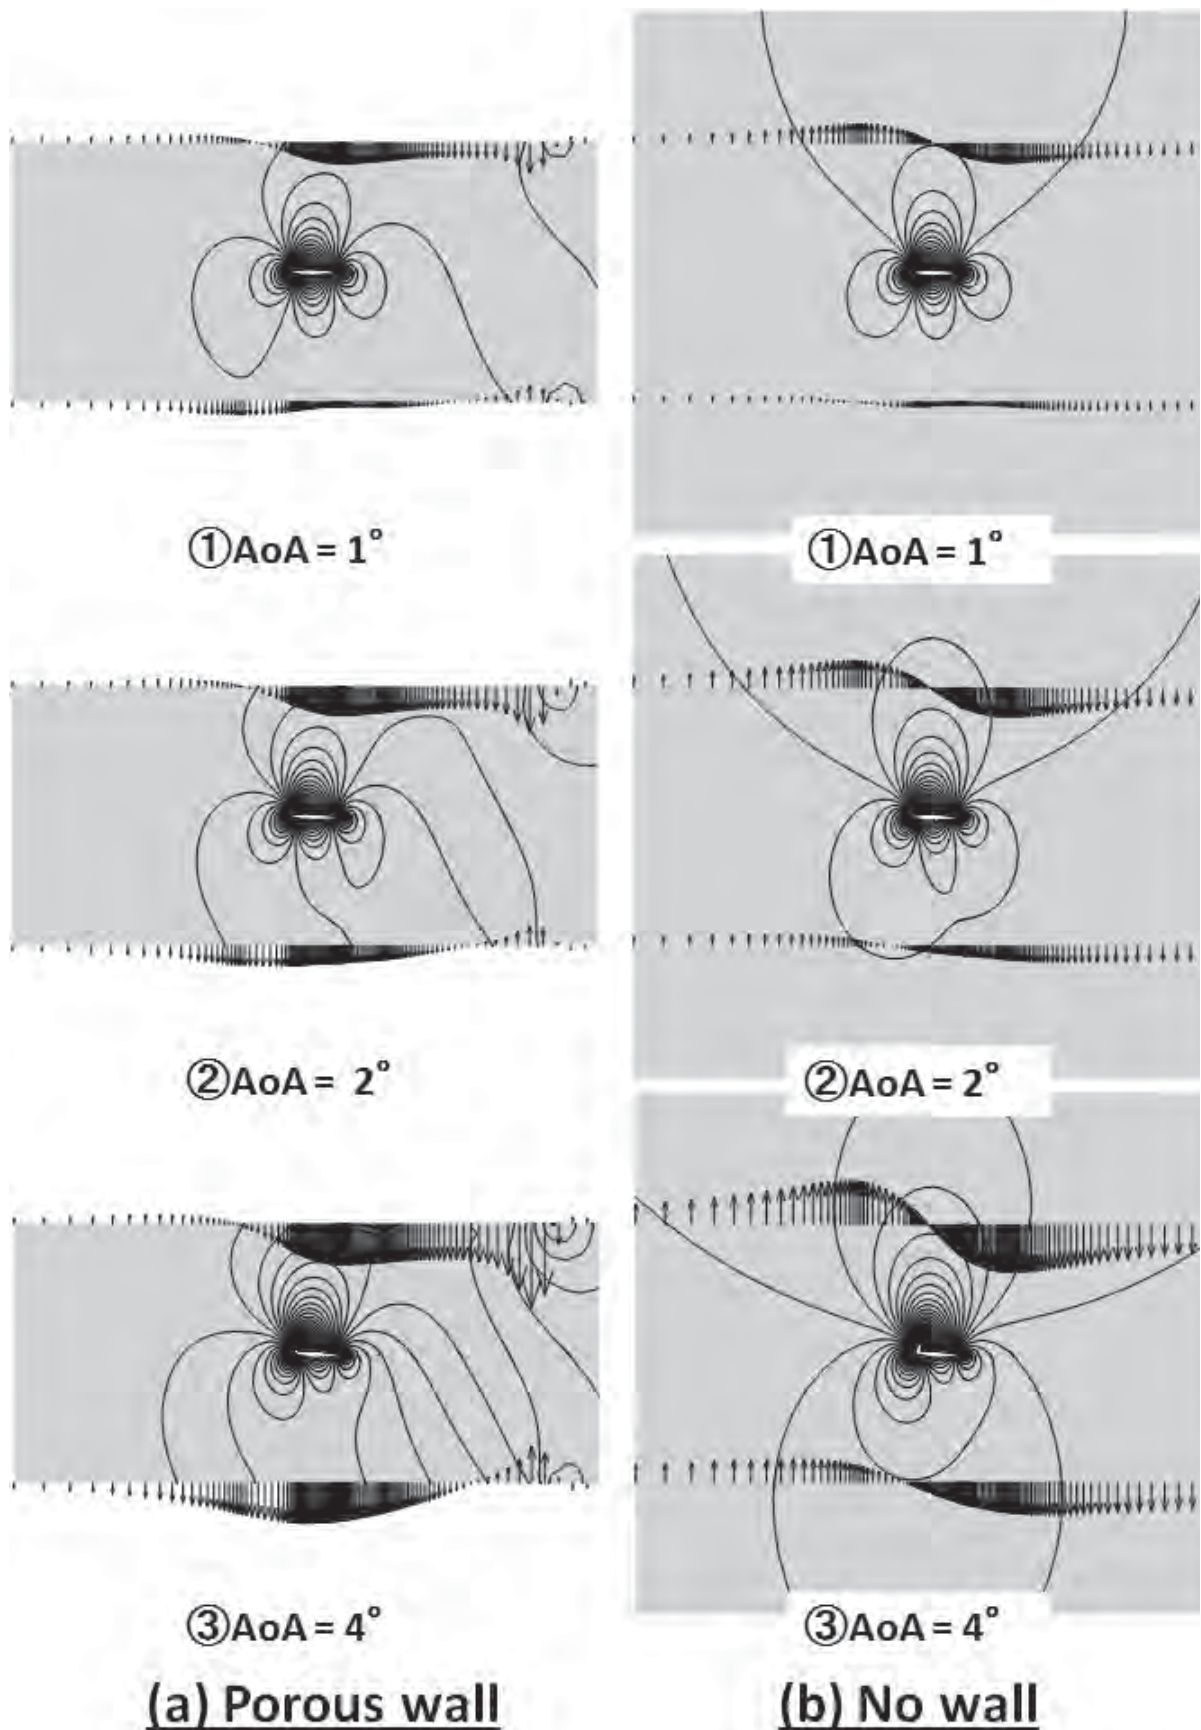 ①AoA = 1°
①AoA = 1°
②AoA = 2°
②AoA = 2°
③AoA = 4°
③AoA = 4°
(a) Porous wall
(b) No wall